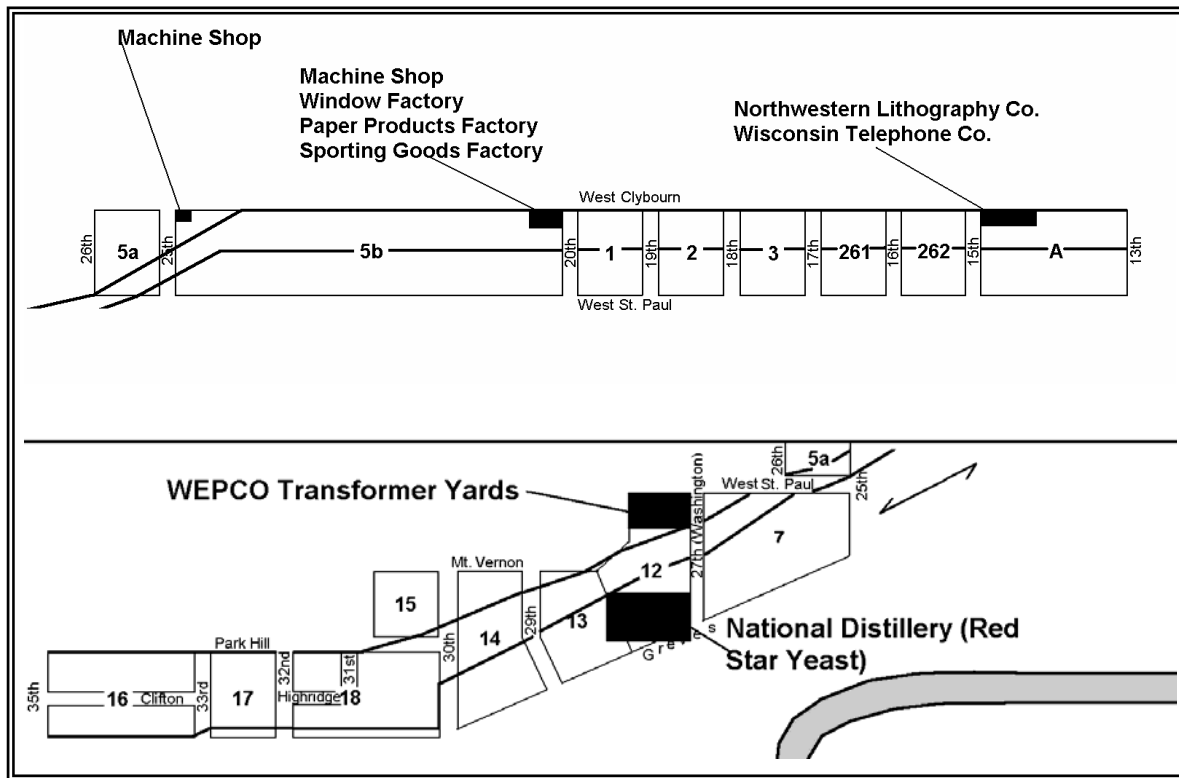 Machine Shop
Machine Shop
Window Factory
Paper Products Factory
Sporting Goods Factory
Northwestern Lithography Co.
Wisconsin Telephone Co.
West Clybourn
26th
5a
25th
5b
20th
1
19th
2
18th
3
17th
261
16th
262
15th
A
13th
West St. Paul
26th
5a
25th
West St. Paul
WEPCO Transformer Yards
27th (Washington)
7
Mt. Vernon
12
15
30th
14
29th
13
Greves
National Distillery (Red
Star Yeast)
Park Hill
35th
16
Clifton
33rd
17
32nd
Highridge
31st
18